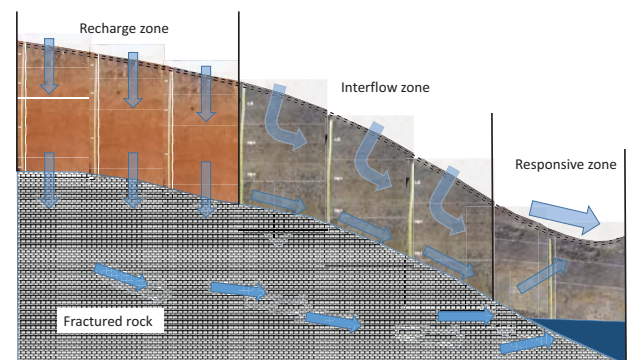 Recharge zone
Interflow zone
Responsive zone
Fractured rock